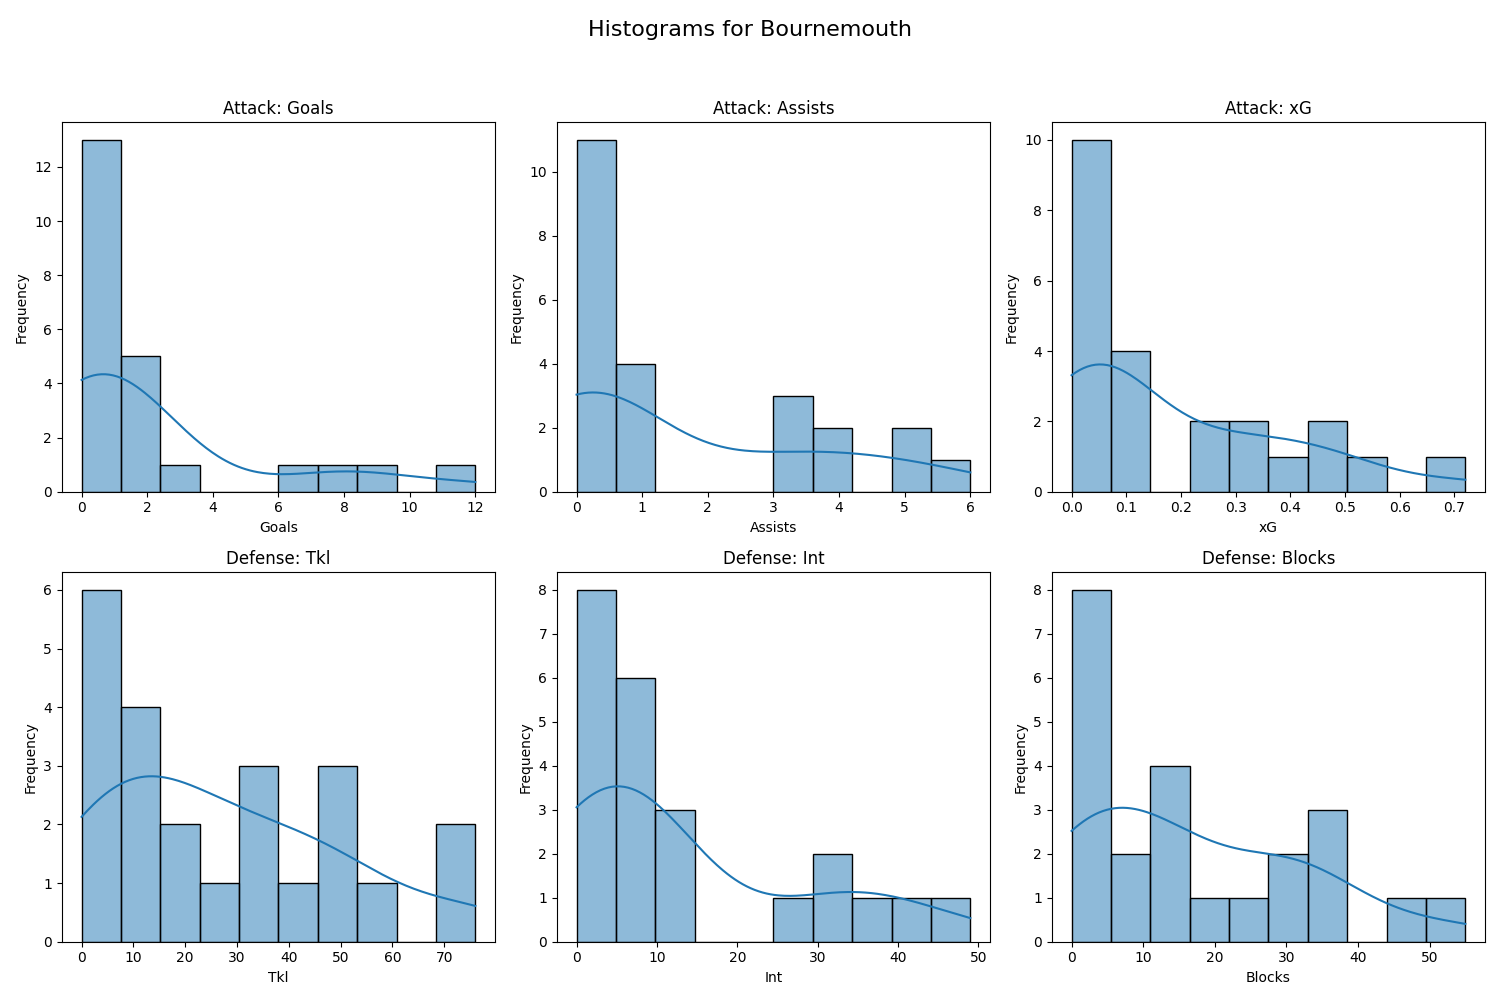 Histograms for Bournemouth
Attack: Goals
Frequency
0 2 4 6 8 10 12
0 2 4 6 8 10 12
Goals
Attack: Assists
Frequency
0 2 4 6 8 10
0 1 2 3 4 5 6
Assists
Attack: xG
Frequency
0 2 4 6 8 10
0.0 0.1 0.2 0.3 0.4 0.5 0.6 0.7
xG
Defense: Tkl
Frequency
0 1 2 3 4 5 6
0 10 20 30 40 50 60 70
Tkl
Defense: Int
Frequency
0 1 2 3 4 5 6 7 8
0 10 20 30 40 50
Int
Defense: Blocks
Frequency
0 1 2 3 4 5 6 7 8
0 10 20 30 40 50
Blocks